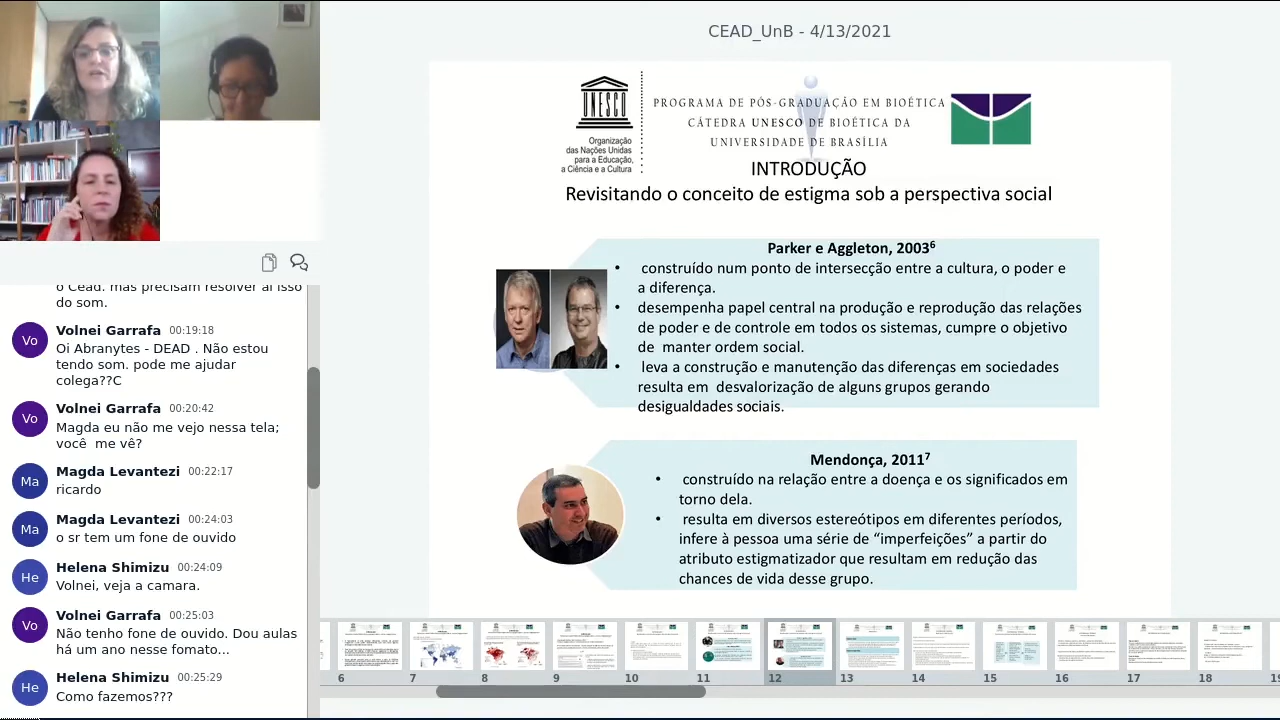 CEAD_UnB - 4/13/2021
UNESCO
Organização
das Nações Unidas
para a Educação,
a Ciência e a Cultura
PROGRAMA DE PÓS-GRADUAÇÃO EM BIOÉTICA
CÁTEDRA UNESCO DE BIOÉTICA DA
UNIVERSIDADE DE BRASÍLIA
INTRODUÇÃO
Revisitando o conceito de estigma sob a perspectiva social
Parker e Aggleton, 2003⁶
• construído num ponto de intersecção entre a cultura, o poder e
a diferença.
• desempenha papel central na produção e reprodução das relações
de poder e de controle em todos os sistemas, cumpre o objetivo
de manter ordem social.
• leva a construção e manutenção das diferenças em sociedades
resulta em desvalorização de alguns grupos gerando
desigualdades sociais.
Mendonça, 2011⁷
• construído na relação entre a doença e os significados em
torno dela.
• resulta em diversos estereótipos em diferentes períodos,
infere à pessoa uma série de “imperfeições” a partir do
atributo estigmatizador que resultam em redução das
chances de vida desse grupo.
o Cead. mas precisam resolver aí isso
do som.
Vo
Volnei Garrafa 00:19:18
Oi Abranytes - DEAD . Não estou
tendo som. pode me ajudar
colega??C
Vo
Volnei Garrafa 00:20:42
Magda eu não me vejo nessa tela;
você me vê?
Ma
Magda Levantezi 00:22:17
ricardo
Ma
Magda Levantezi 00:24:03
o sr tem um fone de ouvido
He
Helena Shimizu 00:24:09
Volnei, veja a camara.
Vo
Volnei Garrafa 00:25:03
Não tenho fone de ouvido. Dou aulas
há um ano nesse fomato...
He
Helena Shimizu 00:25:29
Como fazemos???
6 7 8 9 10 11 12 13 14 15 16 17 18